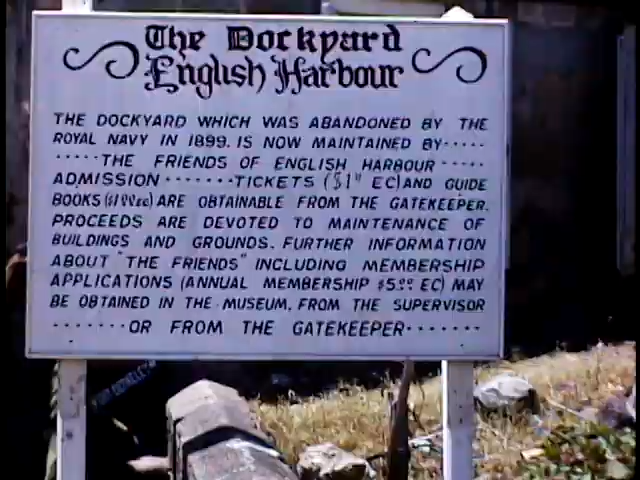 The Dockyard
English Harbour
THE DOCKYARD WHICH WAS ABANDONED BY THE
ROYAL NAVY IN 1899. IS NOW MAINTAINED BY·····
·····THE FRIENDS OF ENGLISH HARBOUR·····
ADMISSION·······TICKETS ($1 EC) AND GUIDE
BOOKS ARE OBTAINABLE FROM THE GATEKEEPER.
PROCEEDS ARE DEVOTED TO MAINTENANCE OF
BUILDINGS AND GROUNDS. FURTHER INFORMATION
ABOUT "THE FRIENDS" INCLUDING MEMBERSHIP
APPLICATIONS (ANNUAL MEMBERSHIP $5.00 EC) MAY
BE OBTAINED IN THE MUSEUM, FROM THE SUPERVISOR
·······OR FROM THE GATEKEEPER·······